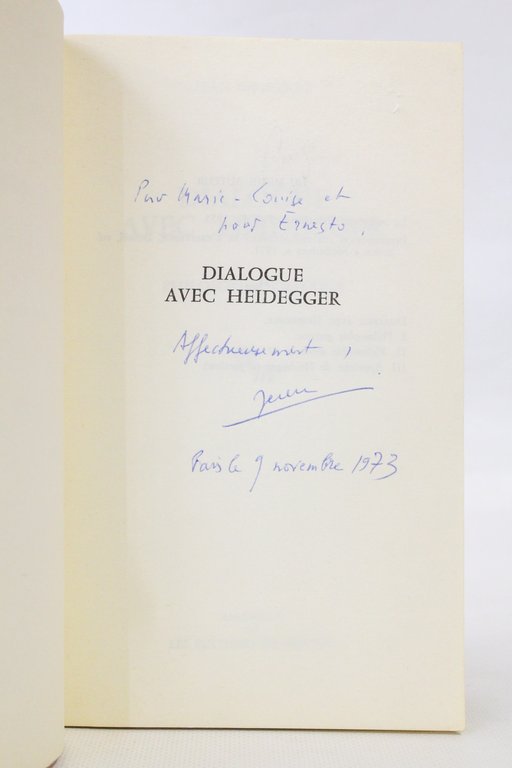 Pour Marie-Louise et
pour Ernesto,
DIALOGUE
AVEC HEIDEGGER
Affectueusement,
Jean
Paris le 9 novembre 1973